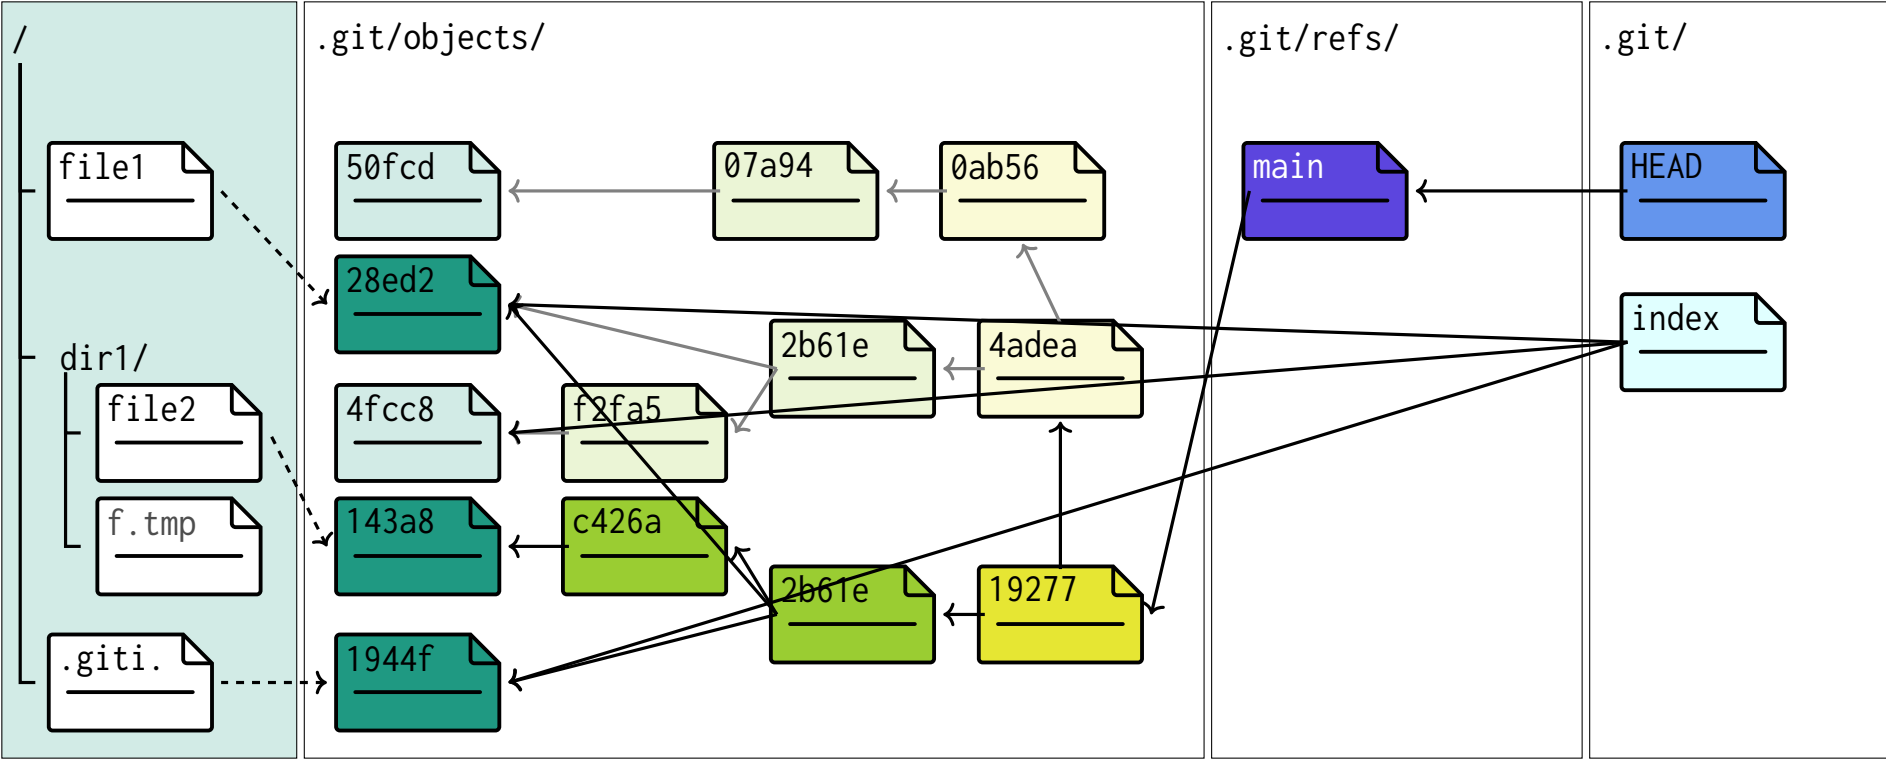 /
.git/objects/
.git/refs/
.git/
file1
50fcd
07a94
0ab56
main
HEAD
28ed2
index
dir1/
2b61e
4adea
file2
4fcc8
f2fa5
f.tmp
143a8
c426a
2b61e
19277
.giti.
1944f